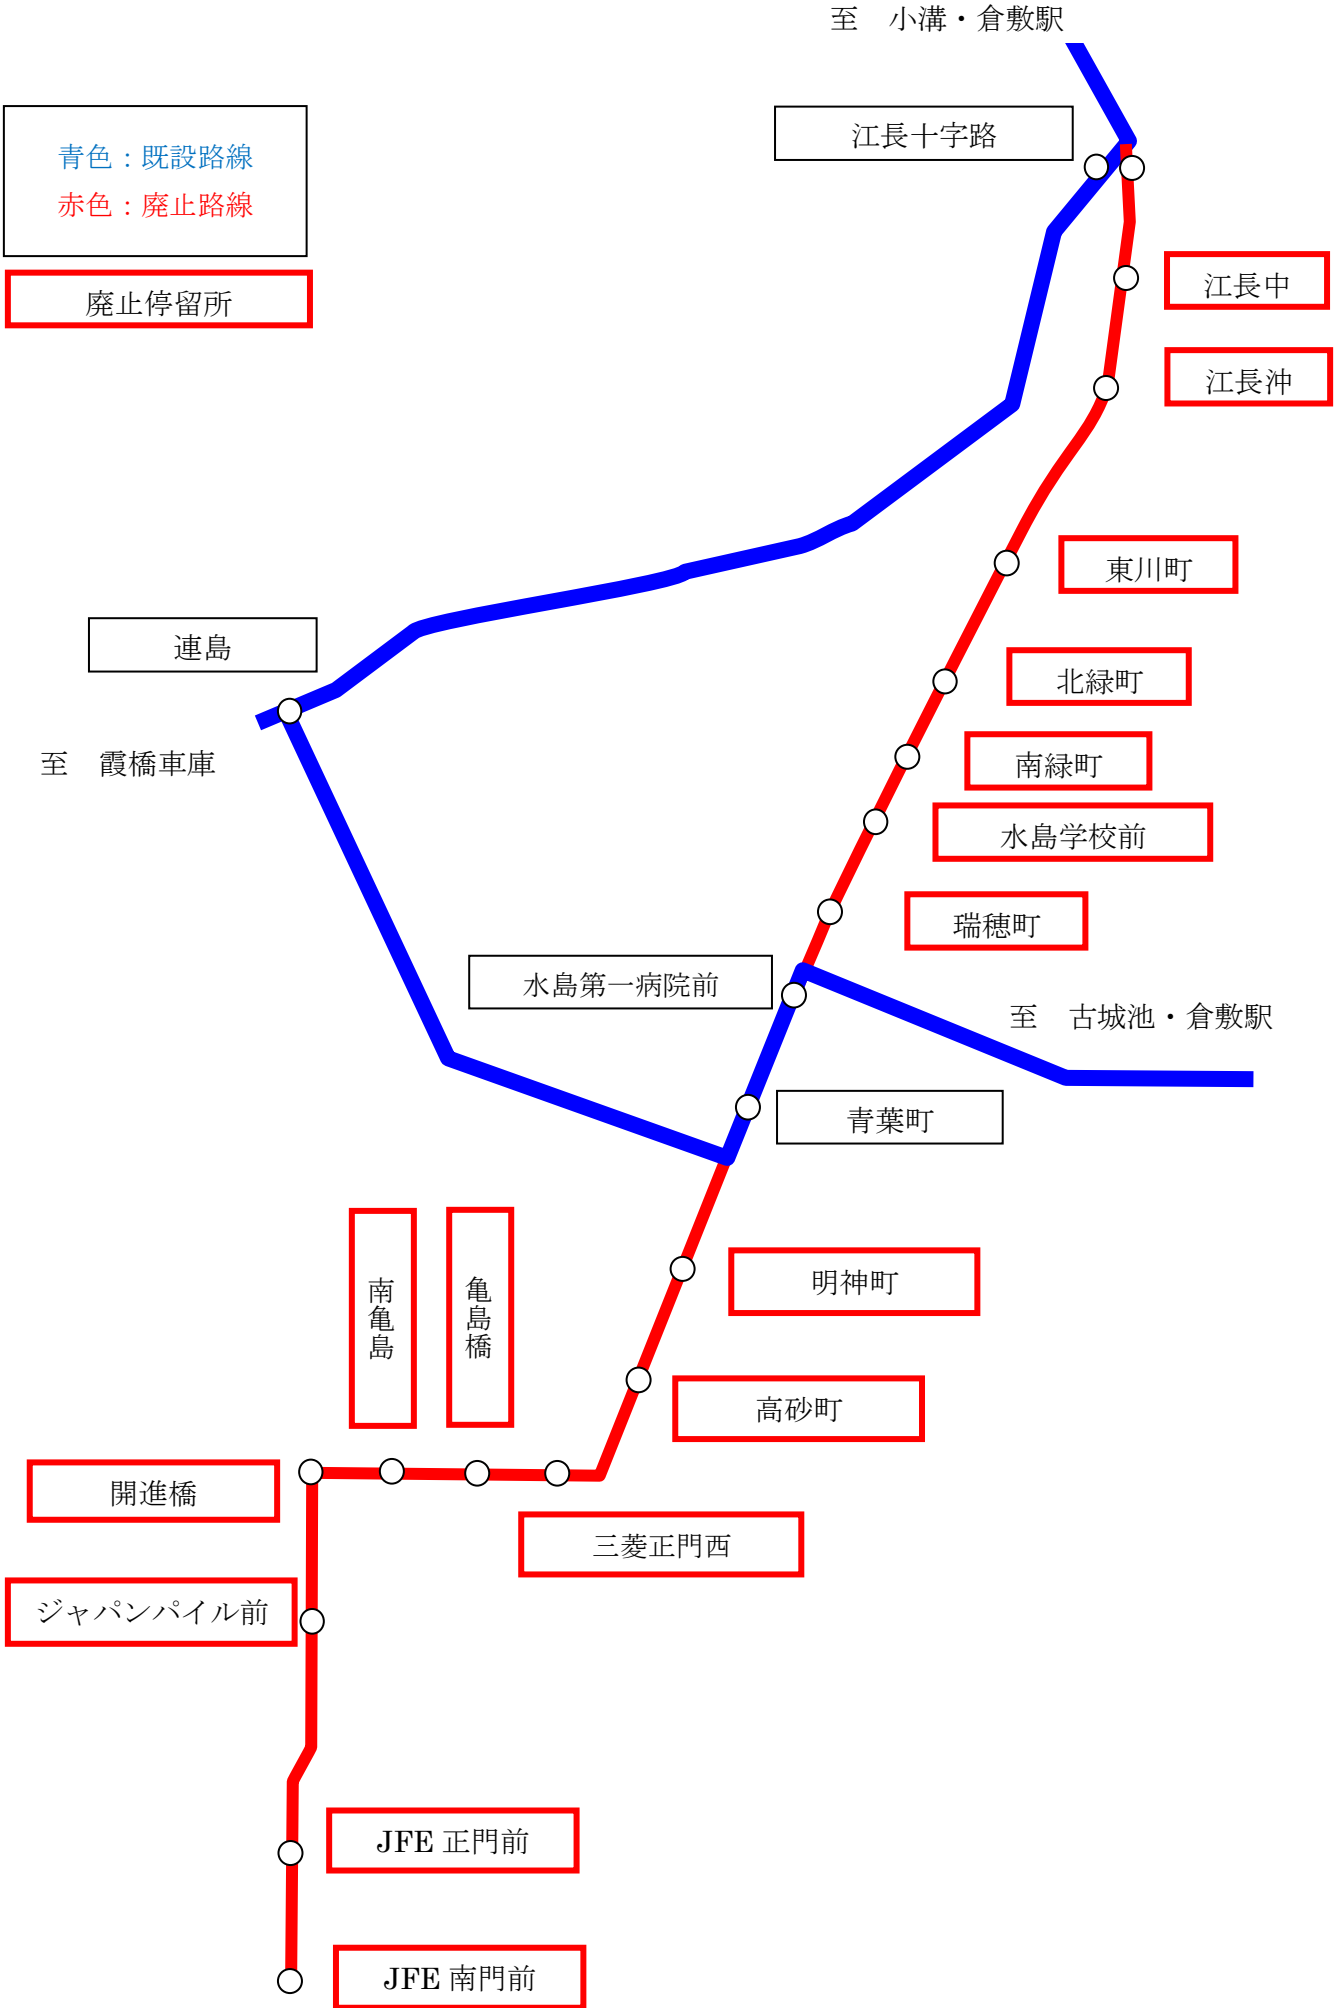 至　小溝・倉敷駅
江長十字路
青色：既設路線
赤色：廃止路線
廃止停留所
江長中
江長沖
東川町
連島
北緑町
至　霞橋車庫
南緑町
水島学校前
瑞穂町
水島第一病院前
至　古城池・倉敷駅
青葉町
南亀島
亀島橋
明神町
高砂町
開進橋
三菱正門西
ジャパンパイル前
JFE 正門前
JFE 南門前